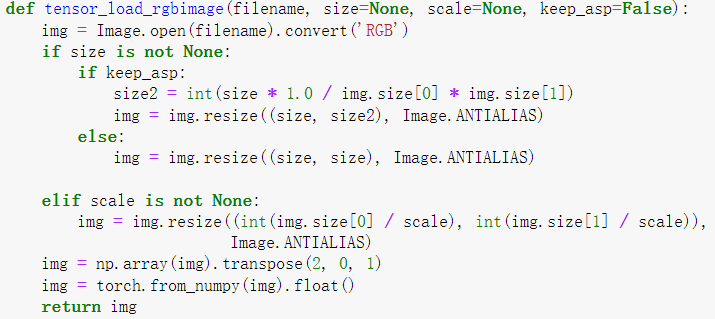 def tensor_load_rgbimage(filename, size=None, scale=None, keep_asp=False):
    img = Image.open(filename).convert('RGB')
    if size is not None:
        if keep_asp:
            size2 = int(size * 1.0 / img.size[0] * img.size[1])
            img = img.resize((size, size2), Image.ANTIALIAS)
        else:
            img = img.resize((size, size), Image.ANTIALIAS)

    elif scale is not None:
        img = img.resize((int(img.size[0] / scale), int(img.size[1] / scale)),
                         Image.ANTIALIAS)
    img = np.array(img).transpose(2, 0, 1)
    img = torch.from_numpy(img).float()
    return img